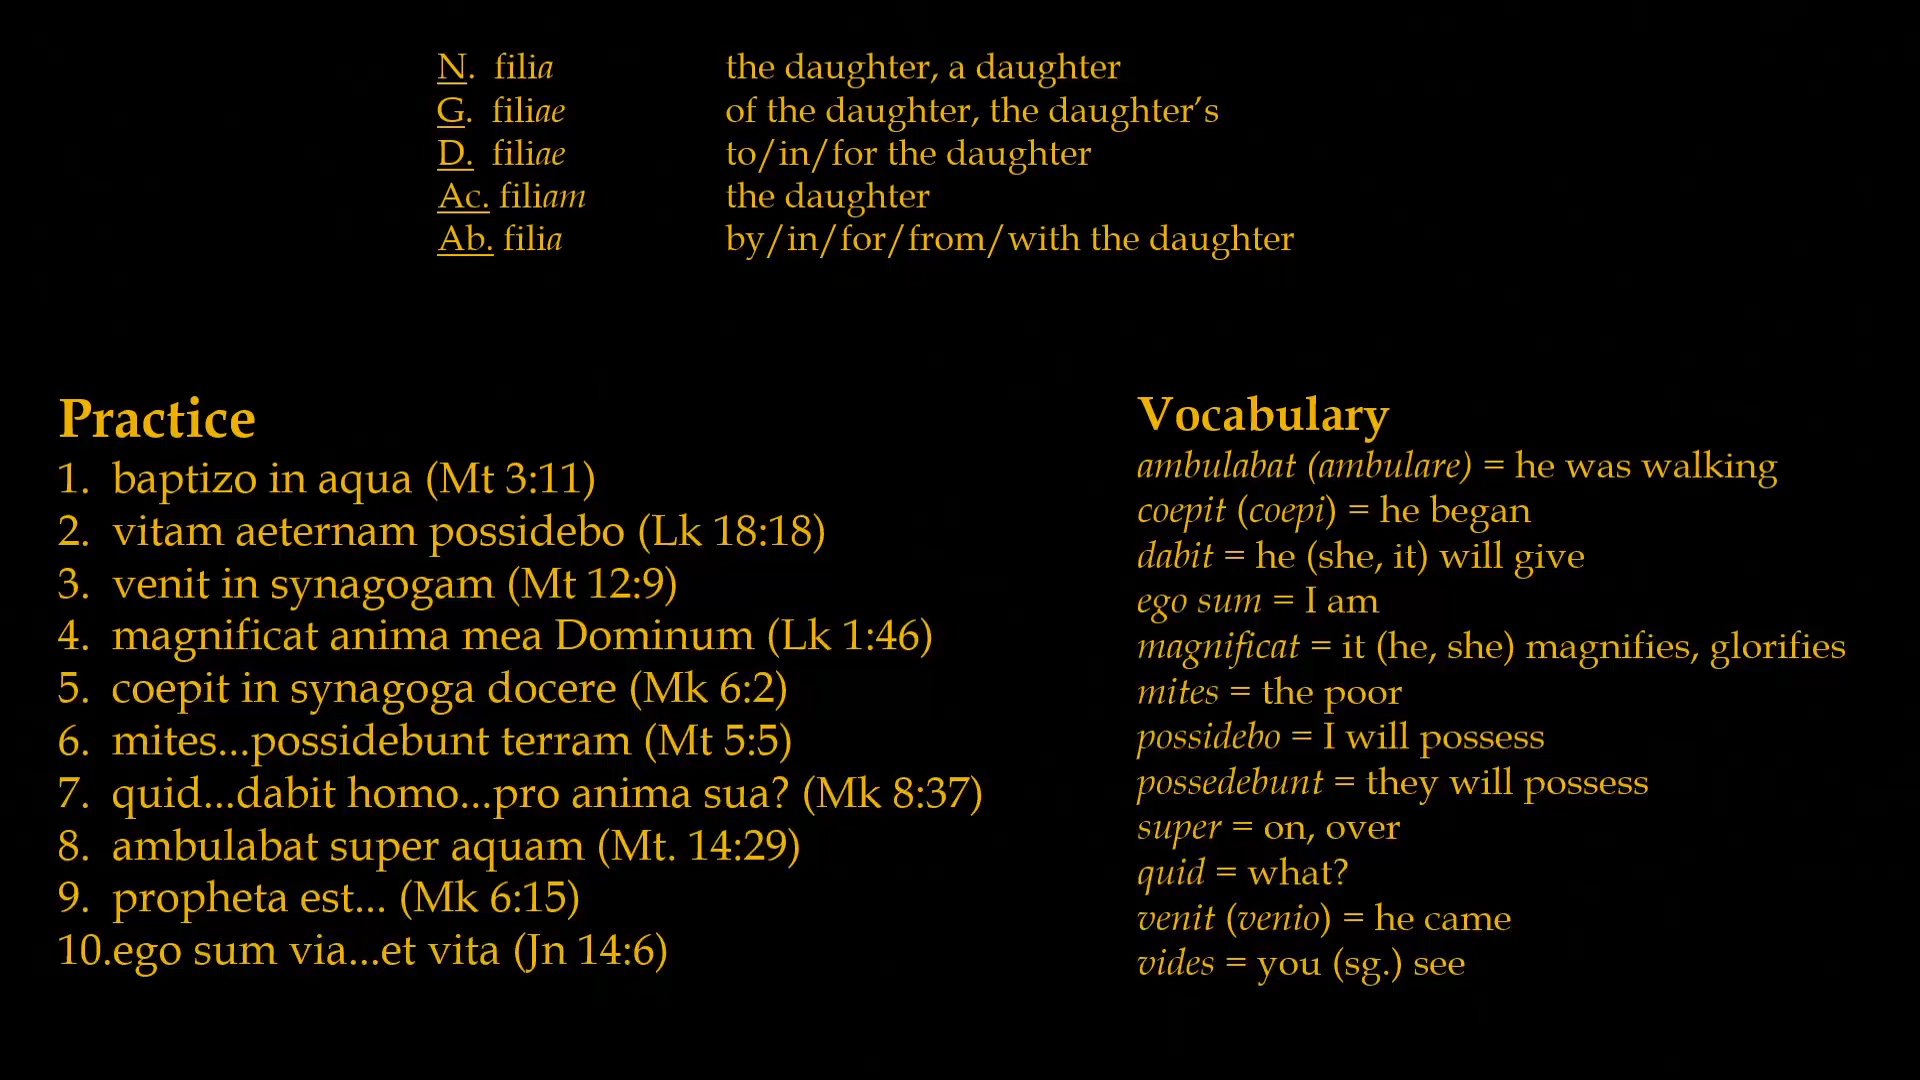 N. filia the daughter, a daughter
G. filiae of the daughter, the daughter’s
D. filiae to/in/for the daughter
Ac. filiam the daughter
Ab. filia by/in/for/from/with the daughter
Practice
1. baptizo in aqua (Mt 3:11)
2. vitam aeternam possidebo (Lk 18:18)
3. venit in synagogam (Mt 12:9)
4. magnificat anima mea Dominum (Lk 1:46)
5. coepit in synagoga docere (Mk 6:2)
6. mites...possidebunt terram (Mt 5:5)
7. quid...dabit homo...pro anima sua? (Mk 8:37)
8. ambulabat super aquam (Mt. 14:29)
9. propheta est... (Mk 6:15)
10.ego sum via...et vita (Jn 14:6)
Vocabulary
ambulabat (ambulare) = he was walking
coepit (coepi) = he began
dabit = he (she, it) will give
ego sum = I am
magnificat = it (he, she) magnifies, glorifies
mites = the poor
possidebo = I will possess
possedebunt = they will possess
super = on, over
quid = what?
venit (venio) = he came
vides = you (sg.) see